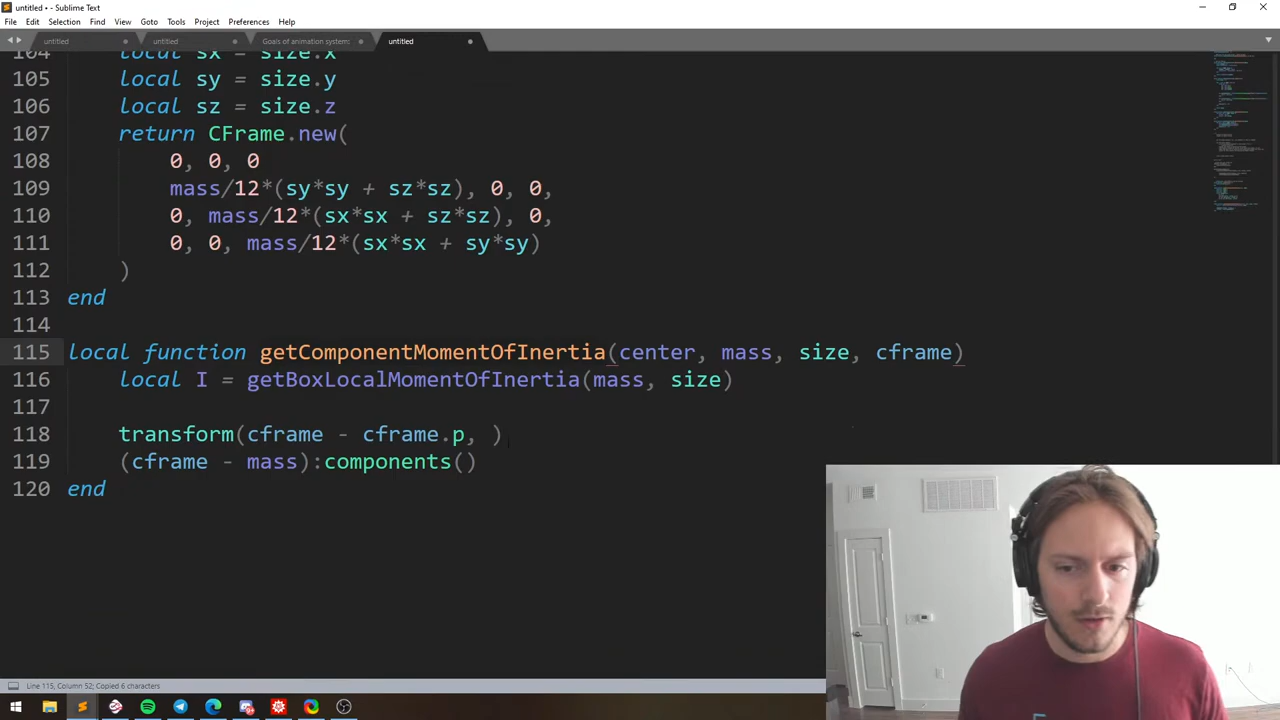 untitled • - Sublime Text
File Edit Selection Find View Goto Tools Project Preferences Help
untitled untitled Goals of animation system: untitled
104 local sx = size.x
105 local sy = size.y
106 local sz = size.z
107 return CFrame.new(
108 0, 0, 0
109 mass/12*(sy*sy + sz*sz), 0, 0,
110 0, mass/12*(sx*sx + sz*sz), 0,
111 0, 0, mass/12*(sx*sx + sy*sy)
112 )
113 end
114
115 local function getComponentMomentOfInertia(center, mass, size, cframe)
116 local I = getBoxLocalMomentOfInertia(mass, size)
117
118 transform(cframe - cframe.p, )
119 (cframe - mass):components()
120 end
Line 115, Column 52; Copied 6 characters